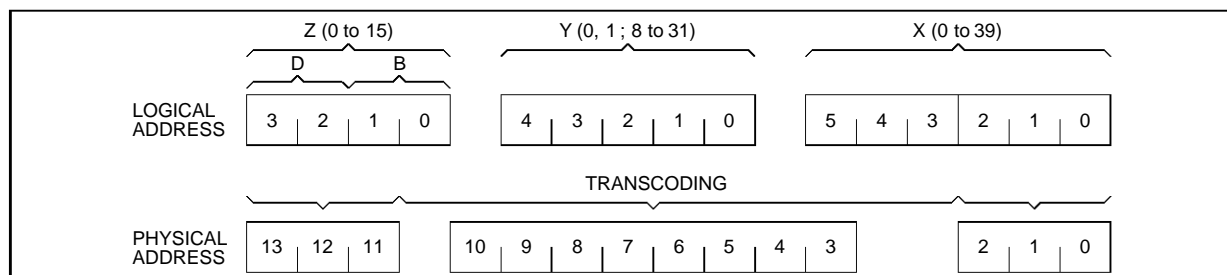 Z (0 to 15) Y (0, 1 ; 8 to 31) X (0 to 39)
D B
LOGICAL ADDRESS 3 2 1 0 4 3 2 1 0 5 4 3 2 1 0
TRANSCODING
PHYSICAL ADDRESS 13 12 11 10 9 8 7 6 5 4 3 2 1 0